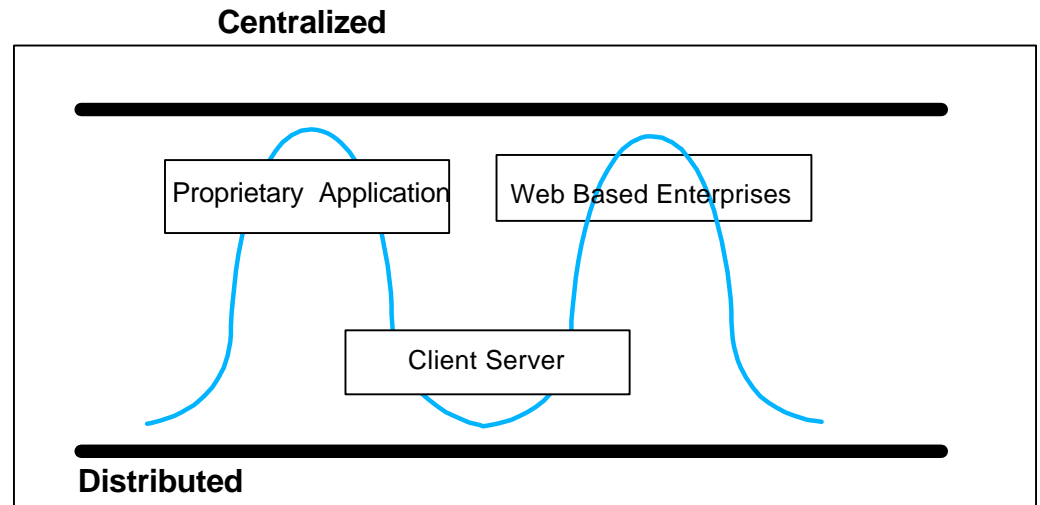 Centralized
Proprietary Application
Web Based Enterprises
Client Server
Distributed